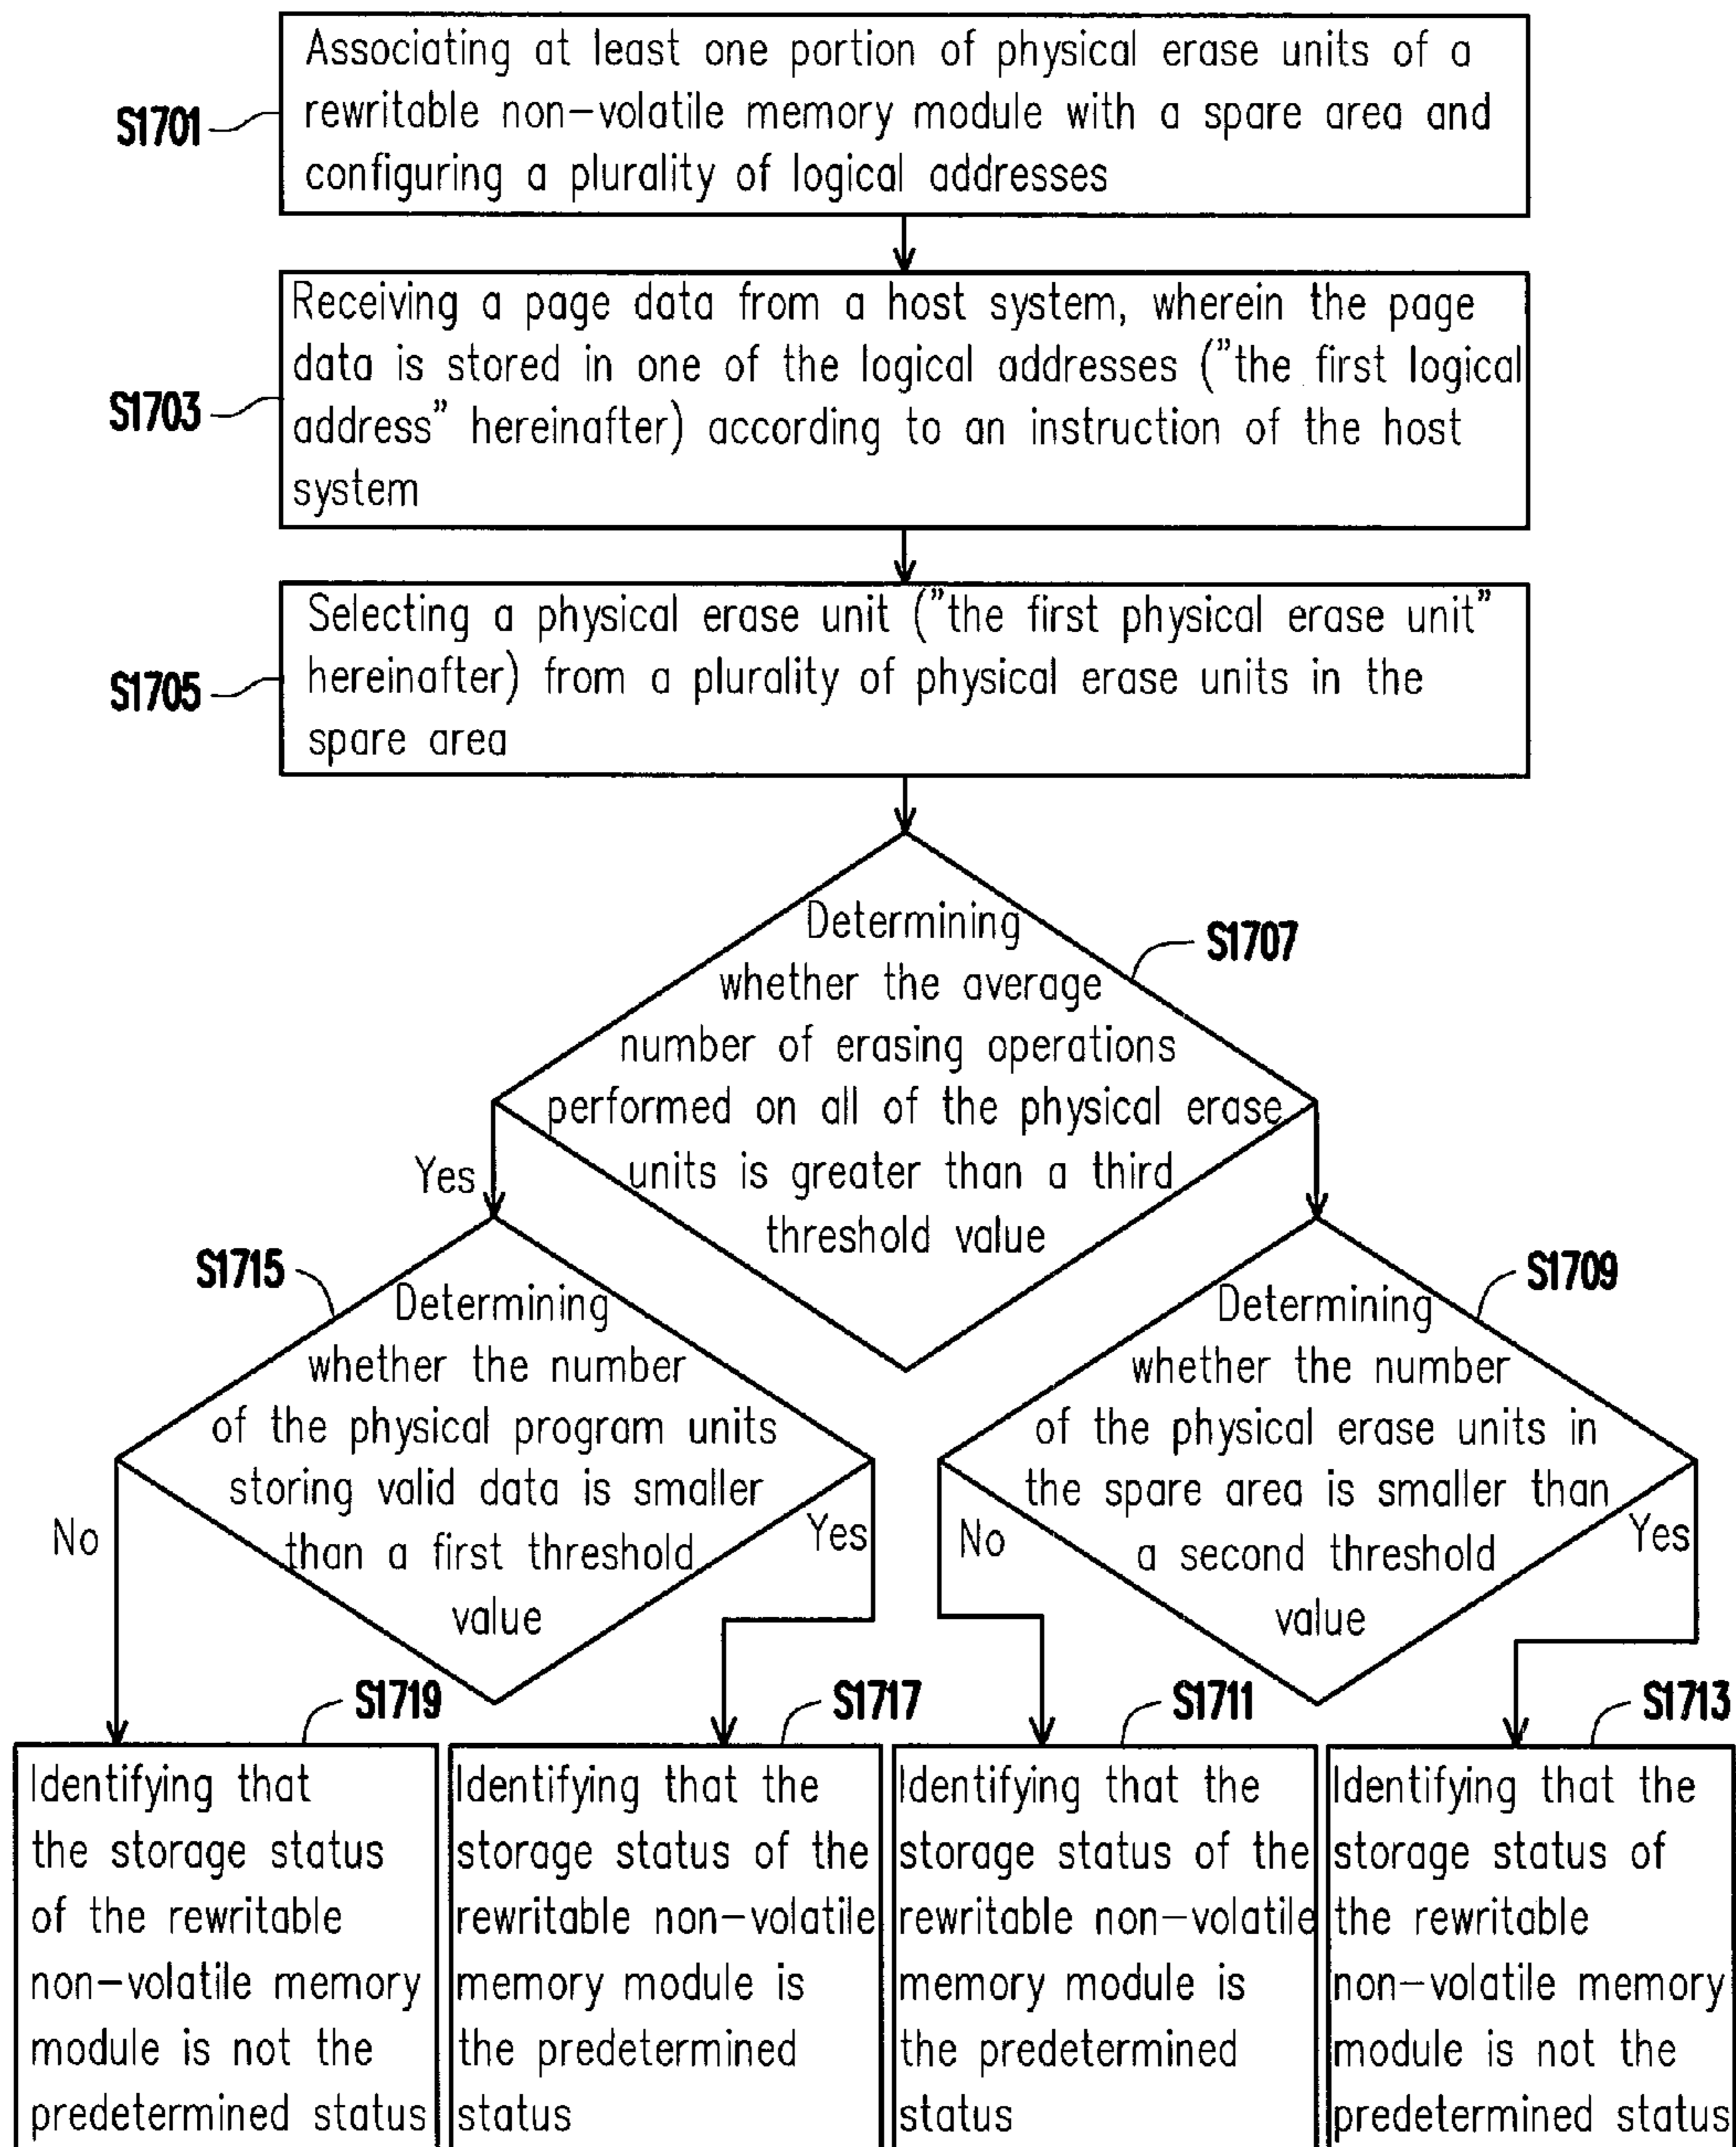 S1701
Associating at least one portion of physical erase units of a
rewritable non-volatile memory module with a spare area and
configuring a plurality of logical addresses
S1703
Receiving a page data from a host system, wherein the page
data is stored in one of the logical addresses ("the first logical
address" hereinafter) according to an instruction of the host
system
S1705
Selecting a physical erase unit ("the first physical erase unit"
hereinafter) from a plurality of physical erase units in the
spare area
S1707
Determining
whether the average
number of erasing operations
performed on all of the physical erase
units is greater than a third
threshold value
Yes
S1715
Determining
whether the number
of the physical program units
storing valid data is smaller
than a first threshold
value
No
Yes
S1709
Determining
whether the number
of the physical erase units in
the spare area is smaller than
a second threshold
value
No
Yes
S1719
Identifying that
the storage status
of the rewritable
non-volatile memory
module is not the
predetermined status
S1717
Identifying that the
storage status of the
rewritable non-volatile
memory module is
the predetermined
status
S1711
Identifying that the
storage status of the
rewritable non-volatile
memory module is
the predetermined
status
S1713
Identifying that the
storage status of
the rewritable
non-volatile memory
module is not the
predetermined status